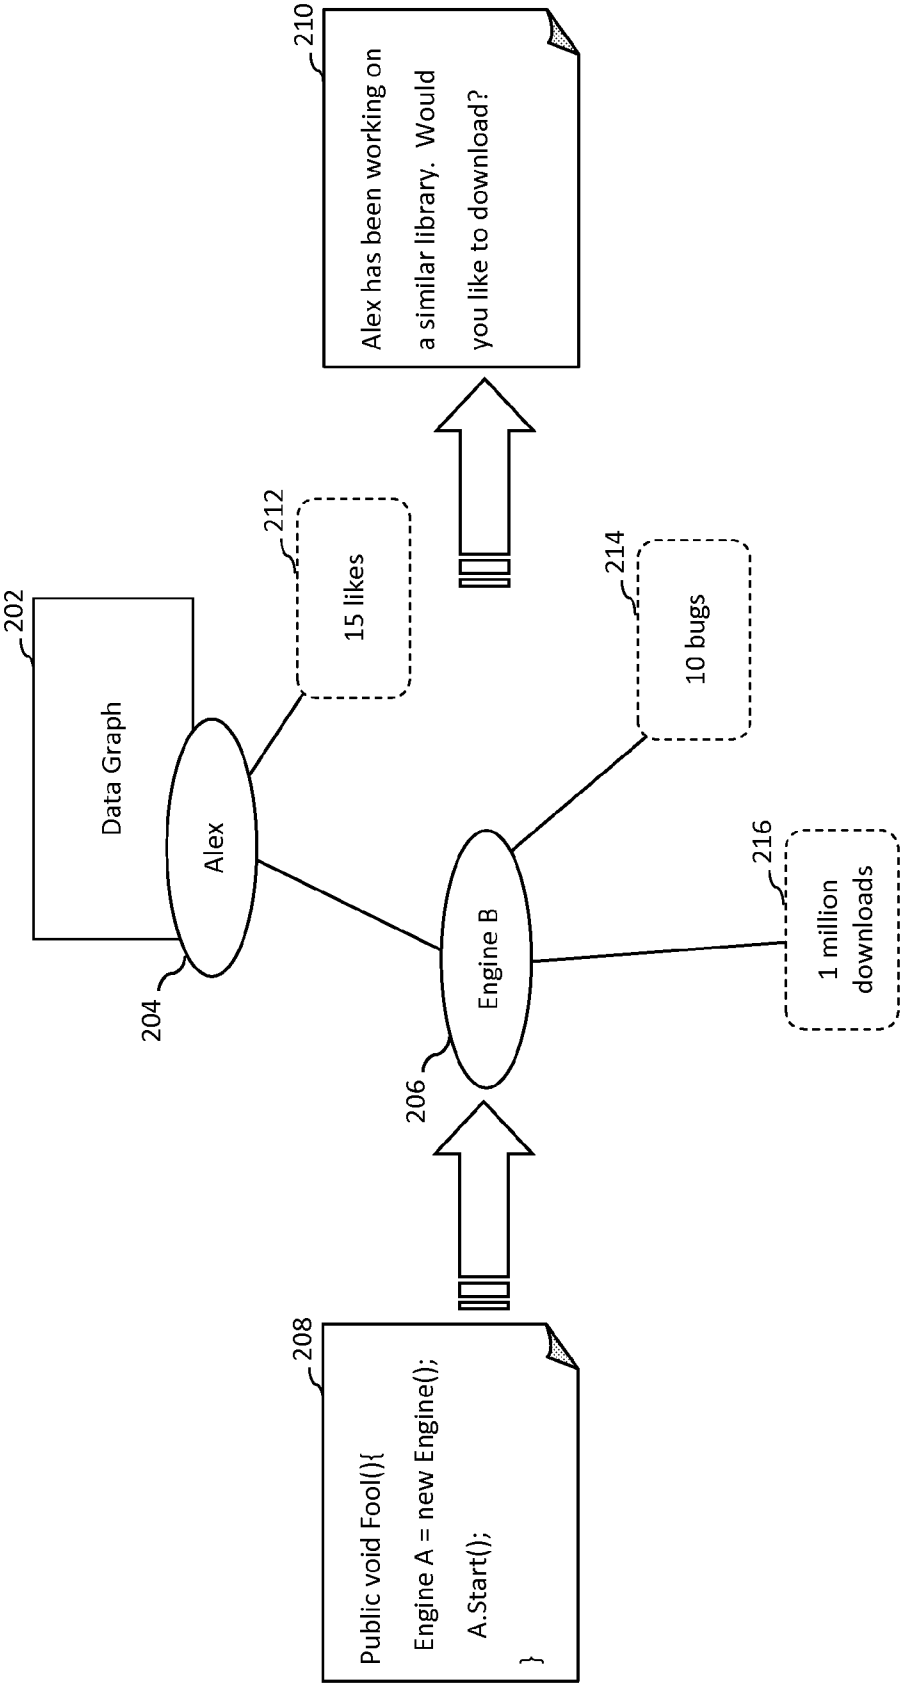 202
Data Graph
204
Alex
212
15 likes
206
Engine B
214
10 bugs
216
1 million
downloads
208
Public void Fool(){
Engine A = new Engine();
A.Start();
}
210
Alex has been working on
a similar library. Would
you like to download?